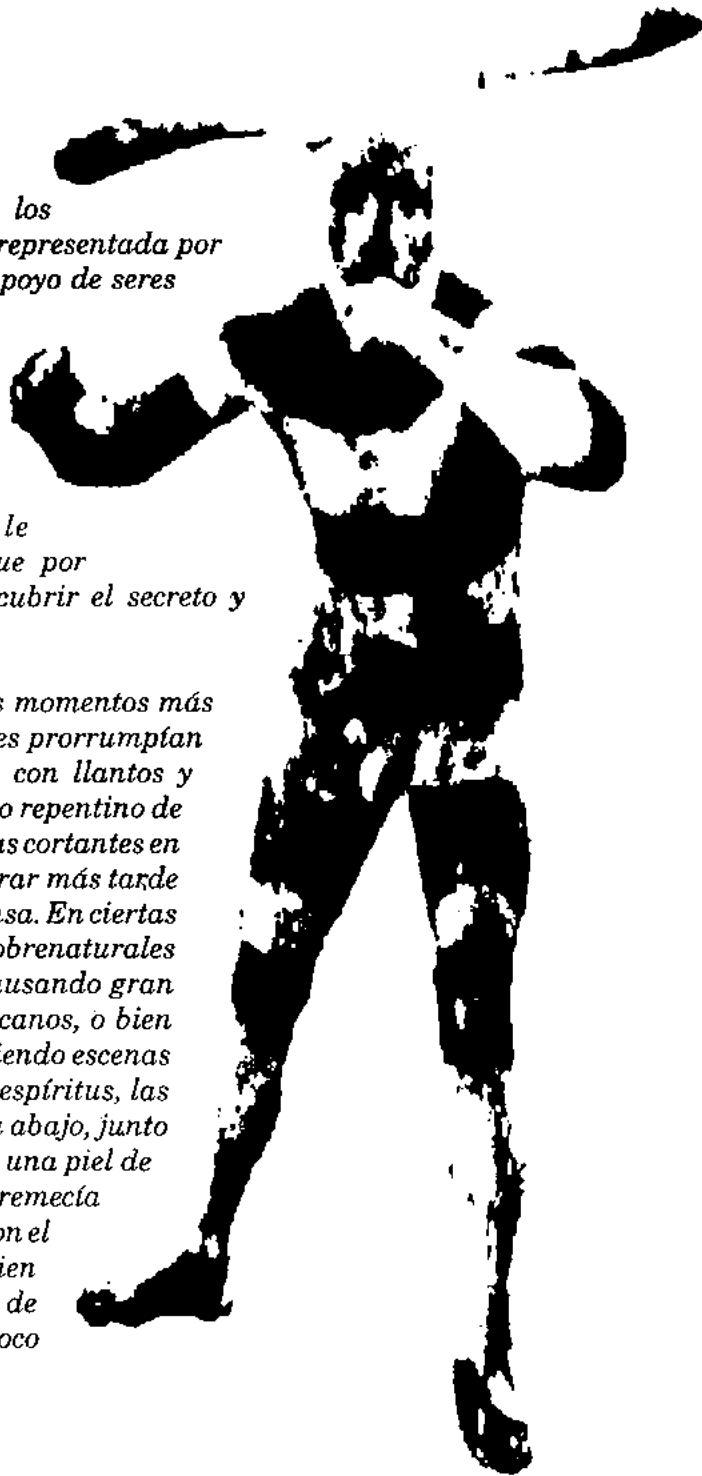 los
representada por
poyo de seres
le
ue por
cubrir el secreto y
s momentos más
es prorrumpían
con llantos y
o repentino de
as cortantes en
rar más tarde
nsa. En ciertas
obrenaturales
ausando gran
canos, o bien
iendo escenas
espíritus, las
a abajo, junto
una piel de
remecía
on el
ien
de
oco